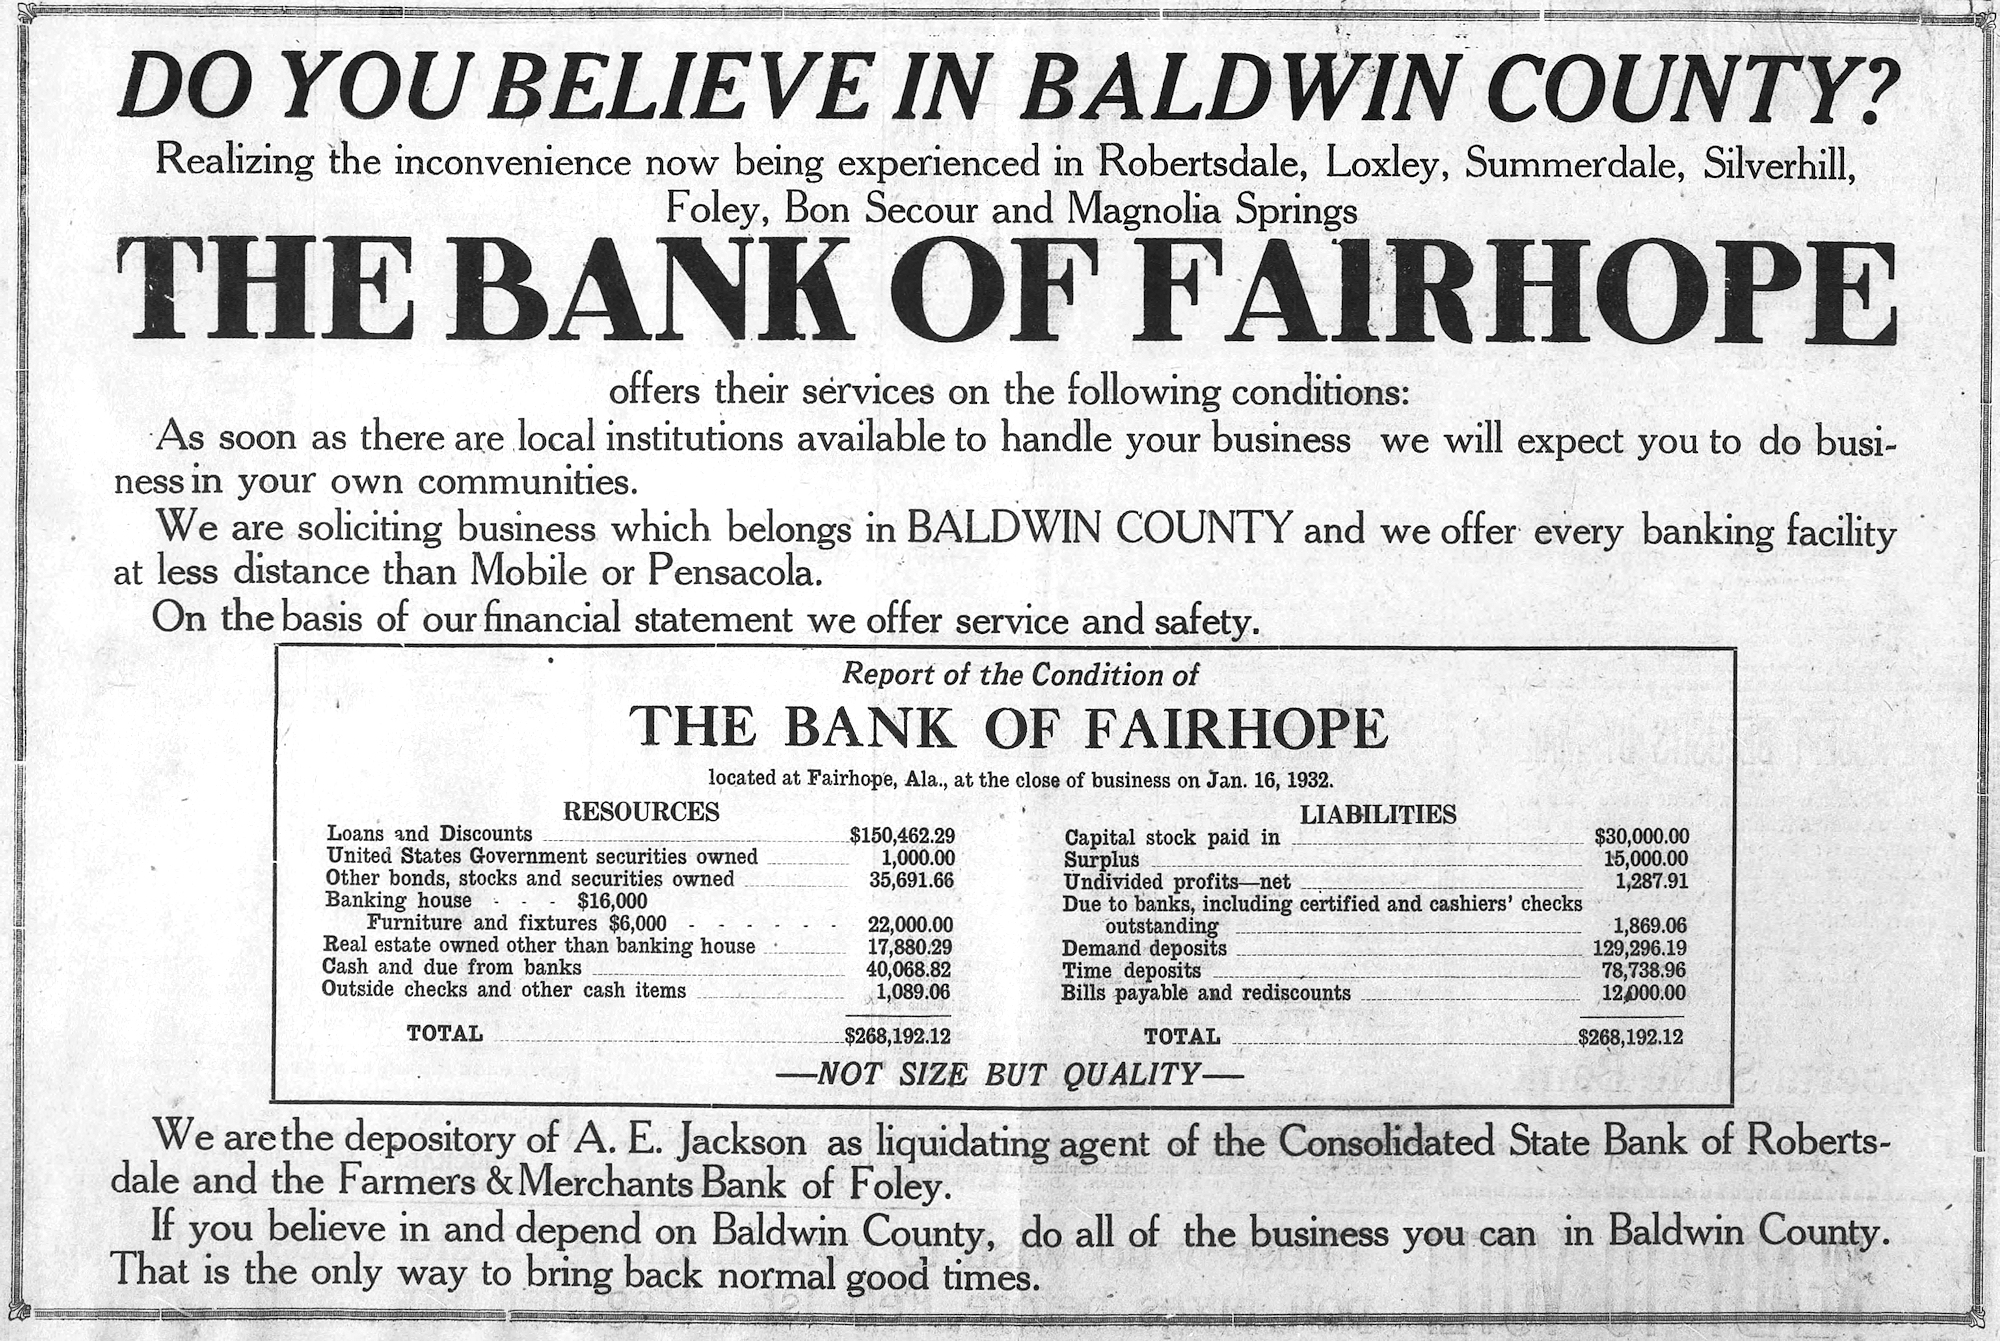 DO YOU BELIEVE IN BALDWIN COUNTY?
Realizing the inconvenience now being experienced in Robertsdale, Loxley, Summerdale, Silverhill,
Foley, Bon Secour and Magnolia Springs
THE BANK OF FAIRHOPE
offers their services on the following conditions:
As soon as there are local institutions available to handle your business we will expect you to do busi-
ness in your own communities.
We are soliciting business which belongs in BALDWIN COUNTY and we offer every banking facility
at less distance than Mobile or Pensacola.
On the basis of our financial statement we offer service and safety.
Report of the Condition of
THE BANK OF FAIRHOPE
located at Fairhope, Ala., at the close of business on Jan. 16, 1932.
RESOURCES
Loans and Discounts $150,462.29
United States Government securities owned 1,000.00
Other bonds, stocks and securities owned 35,691.66
Banking house - - - $16,000
Furniture and fixtures $6,000 - - - - - - 22,000.00
Real estate owned other than banking house 17,880.29
Cash and due from banks 40,068.82
Outside checks and other cash items 1,089.06
TOTAL $268,192.12
LIABILITIES
Capital stock paid in $30,000.00
Surplus 15,000.00
Undivided profits—net 1,287.91
Due to banks, including certified and cashiers' checks
outstanding 1,869.06
Demand deposits 129,296.19
Time deposits 78,738.96
Bills payable and rediscounts 12,000.00
TOTAL $268,192.12
—NOT SIZE BUT QUALITY—
We are the depository of A. E. Jackson as liquidating agent of the Consolidated State Bank of Roberts-
dale and the Farmers & Merchants Bank of Foley.
If you believe in and depend on Baldwin County, do all of the business you can in Baldwin County.
That is the only way to bring back normal good times.